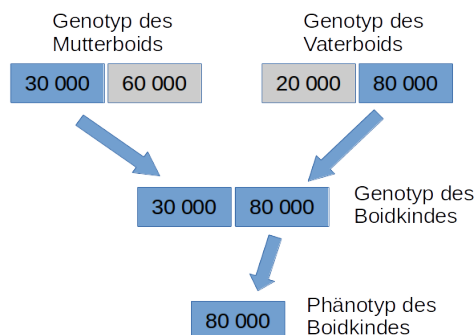 Genotyp des
Mutterboids
Genotyp des
Vaterboids
30 000 60 000
20 000 80 000
30 000 80 000
Genotyp des
Boidkindes
80 000
Phänotyp des
Boidkindes